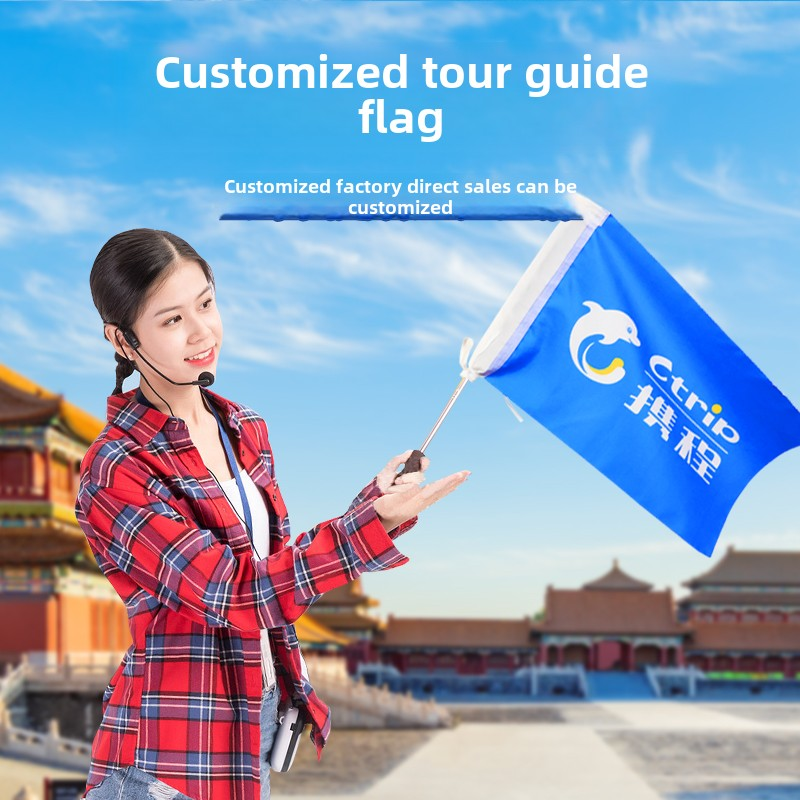 Customized tour guide
flag
Customized factory direct sales can be
customized
Ctrip
携程